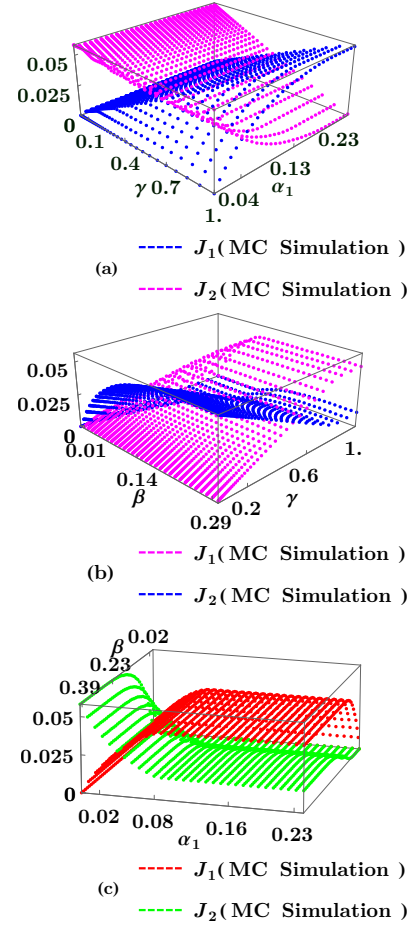 0.05
0.025
0
0.1
0.4
γ 0.7
1.
0.04
0.13
α1
0.23
J1( MC Simulation )
(a)
J2( MC Simulation )
0.05
0.025
0
0.01
0.14
β
0.29
0.2
γ
0.6
1.
J1( MC Simulation )
(b)
J2( MC Simulation )
β 0.02
0.23
0.39
0.05
0.025
0
0.02
0.08
α1
0.16
0.23
J1( MC Simulation )
(c)
J2( MC Simulation )